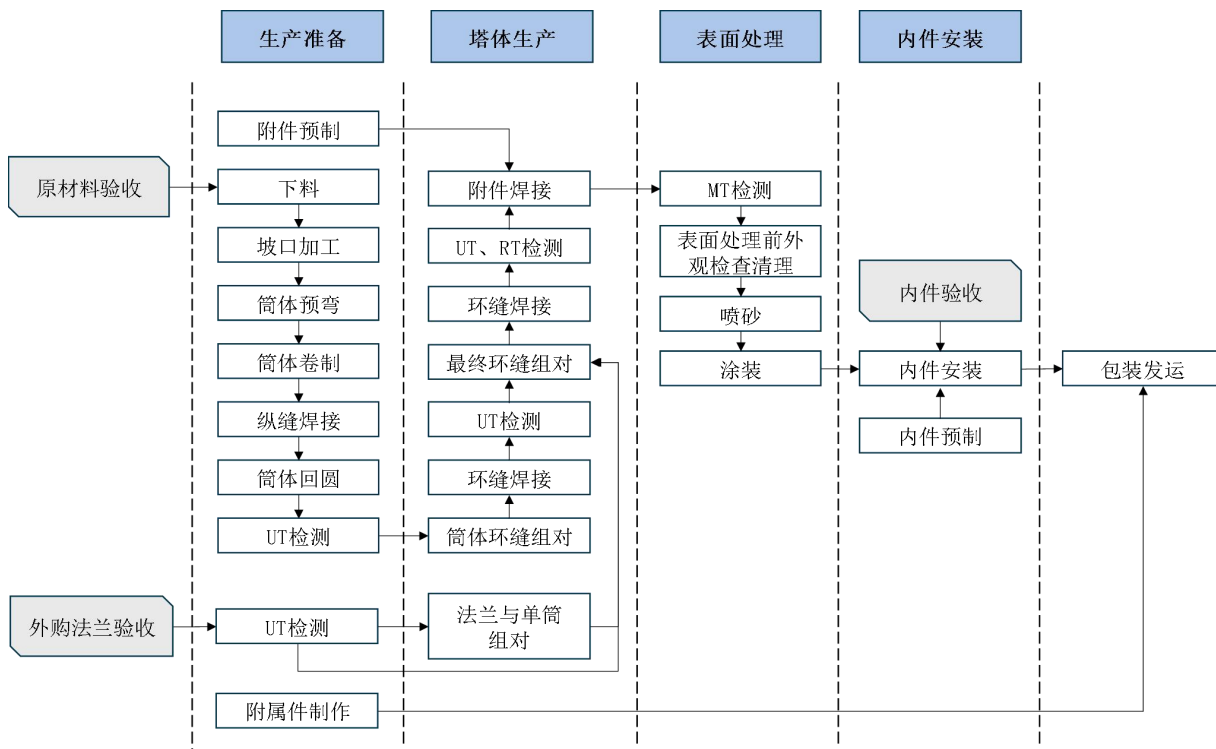 生产准备
塔体生产
表面处理
内件安装
附件预制
原材料验收
下料
坡口加工
筒体预弯
筒体卷制
纵缝焊接
筒体回圆
UT检测
外购法兰验收
UT检测
附属件制作
附件焊接
UT、RT检测
环缝焊接
最终环缝组对
UT检测
环缝焊接
筒体环缝组对
法兰与单筒
组对
MT检测
表面处理前外
观检查清理
喷砂
涂装
内件验收
内件安装
内件预制
包装发运